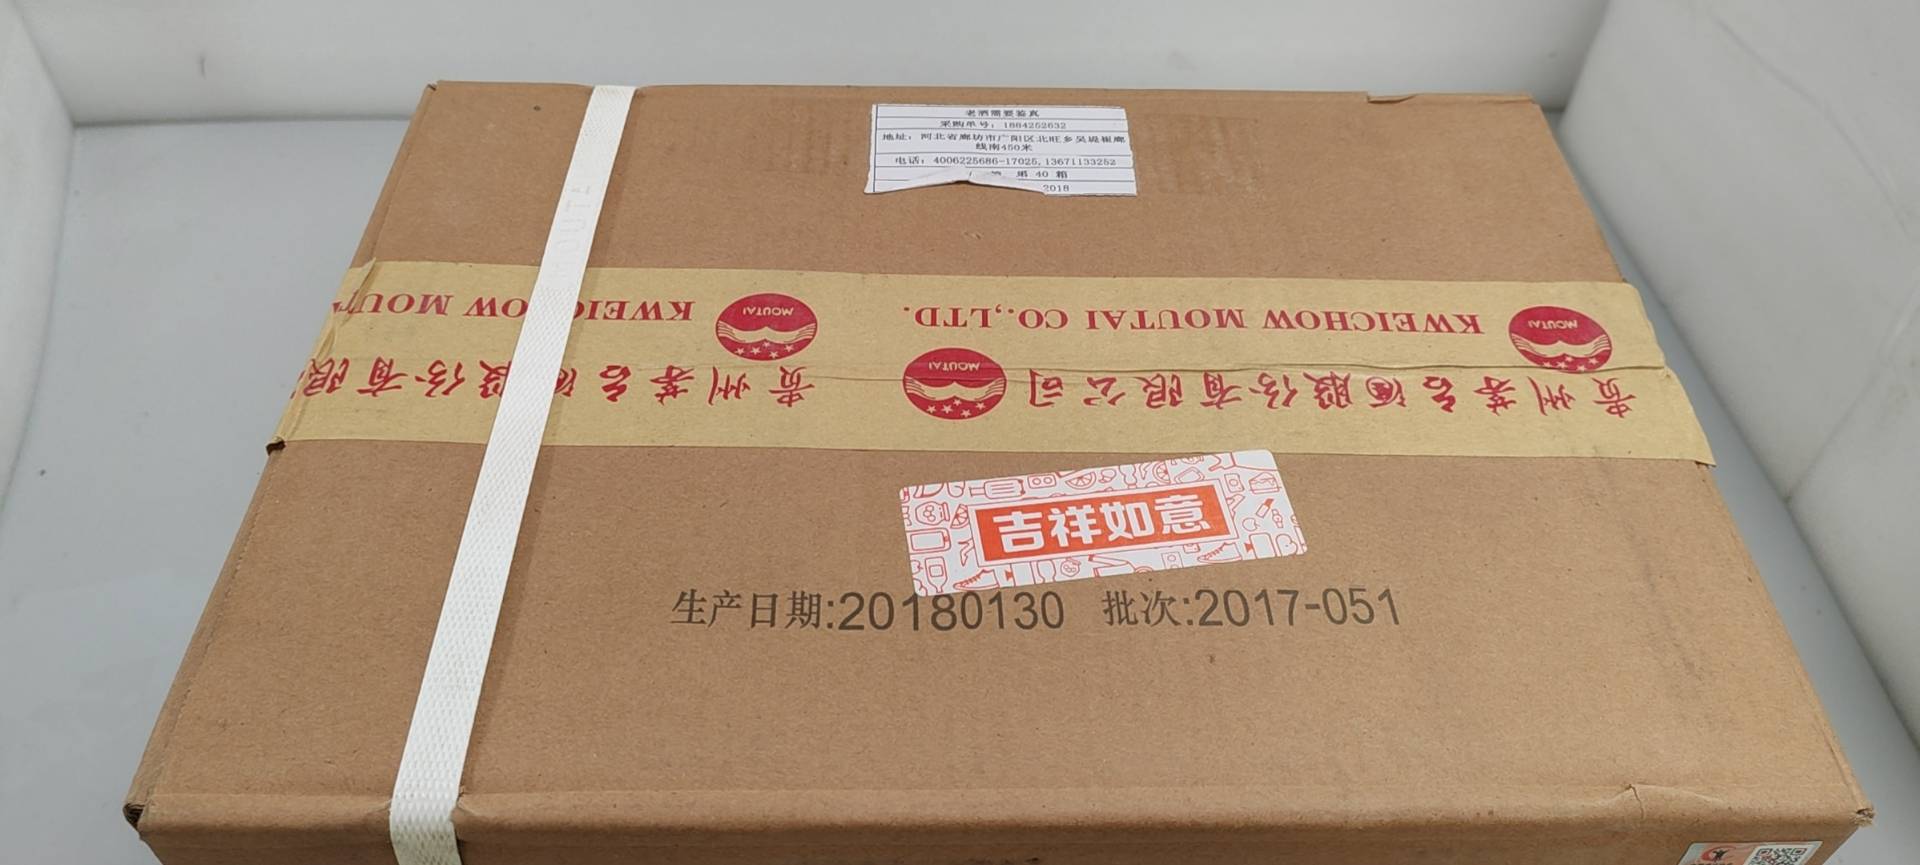 老酒需要鉴真
采购单号：1884252632
地址：河北省廊坊市广阳区北旺乡吴堤崔廊
线南450米
电话：4006225686-17025,13671133252
第 40 箱
2018
MOUTAI
KWEICHOW MOUTAI CO.,LTD.
MOUTAI
KWEICHOW MOUT
贵州茅台酒股份有限公司
MOUTAI
贵州茅台酒股份有限
吉祥如意
生产日期:20180130 批次:2017-051